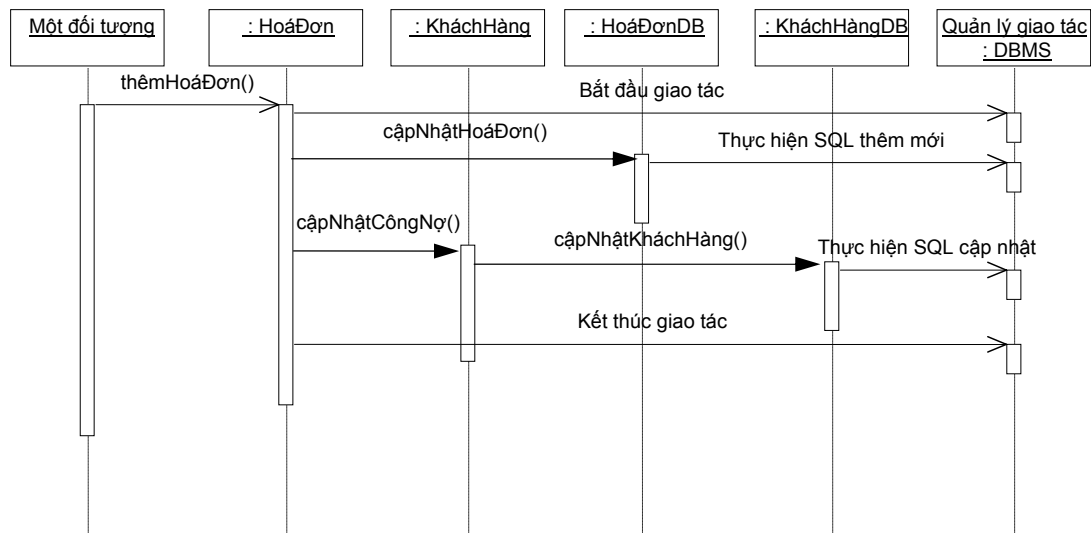 Một đối tượng
: HoáĐơn
: KháchHàng
: HoáĐơnDB
: KháchHàngDB
Quản lý giao tác
: DBMS
thêmHoáĐơn()
Bắt đầu giao tác
cậpNhậtHoáĐơn()
Thực hiện SQL thêm mới
cậpNhậtCôngNợ()
cậpNhậtKháchHàng()
Thực hiện SQL cập nhật
Kết thúc giao tác